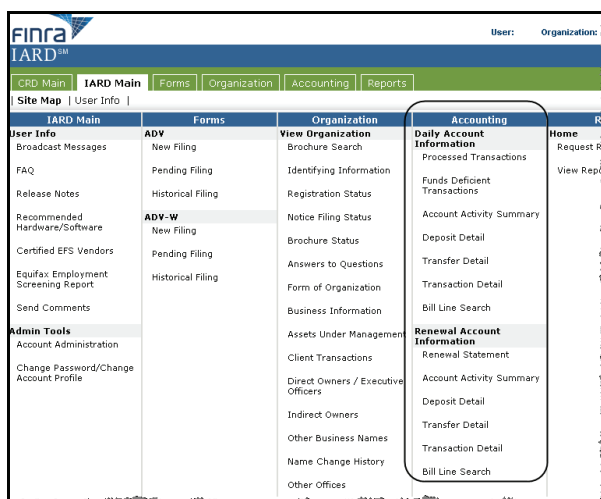 Finra
User: Organization:
IARD℠
CRD Main IARD Main Forms Organization Accounting Reports
| Site Map | User Info |
IARD Main
User Info
Broadcast Messages
FAQ
Release Notes
Recommended
Hardware/Software
Certified EFS Vendors
Equifax Employment
Screening Report
Send Comments
Admin Tools
Account Administration
Change Password/Change
Account Profile
Forms
ADV
New Filing
Pending Filing
Historical Filing
ADV-W
New Filing
Pending Filing
Historical Filing
Organization
View Organization
Brochure Search
Identifying Information
Registration Status
Notice Filing Status
Brochure Status
Answers to Questions
Form of Organization
Business Information
Assets Under Management
Client Transactions
Direct Owners / Executive
Officers
Indirect Owners
Other Business Names
Name Change History
Other Offices
Accounting
Daily Account
Information
Processed Transactions
Funds Deficient
Transactions
Account Activity Summary
Deposit Detail
Transfer Detail
Transaction Detail
Bill Line Search
Renewal Account
Information
Renewal Statement
Account Activity Summary
Deposit Detail
Transfer Detail
Transaction Detail
Bill Line Search
R
Home
Request R
View Repo